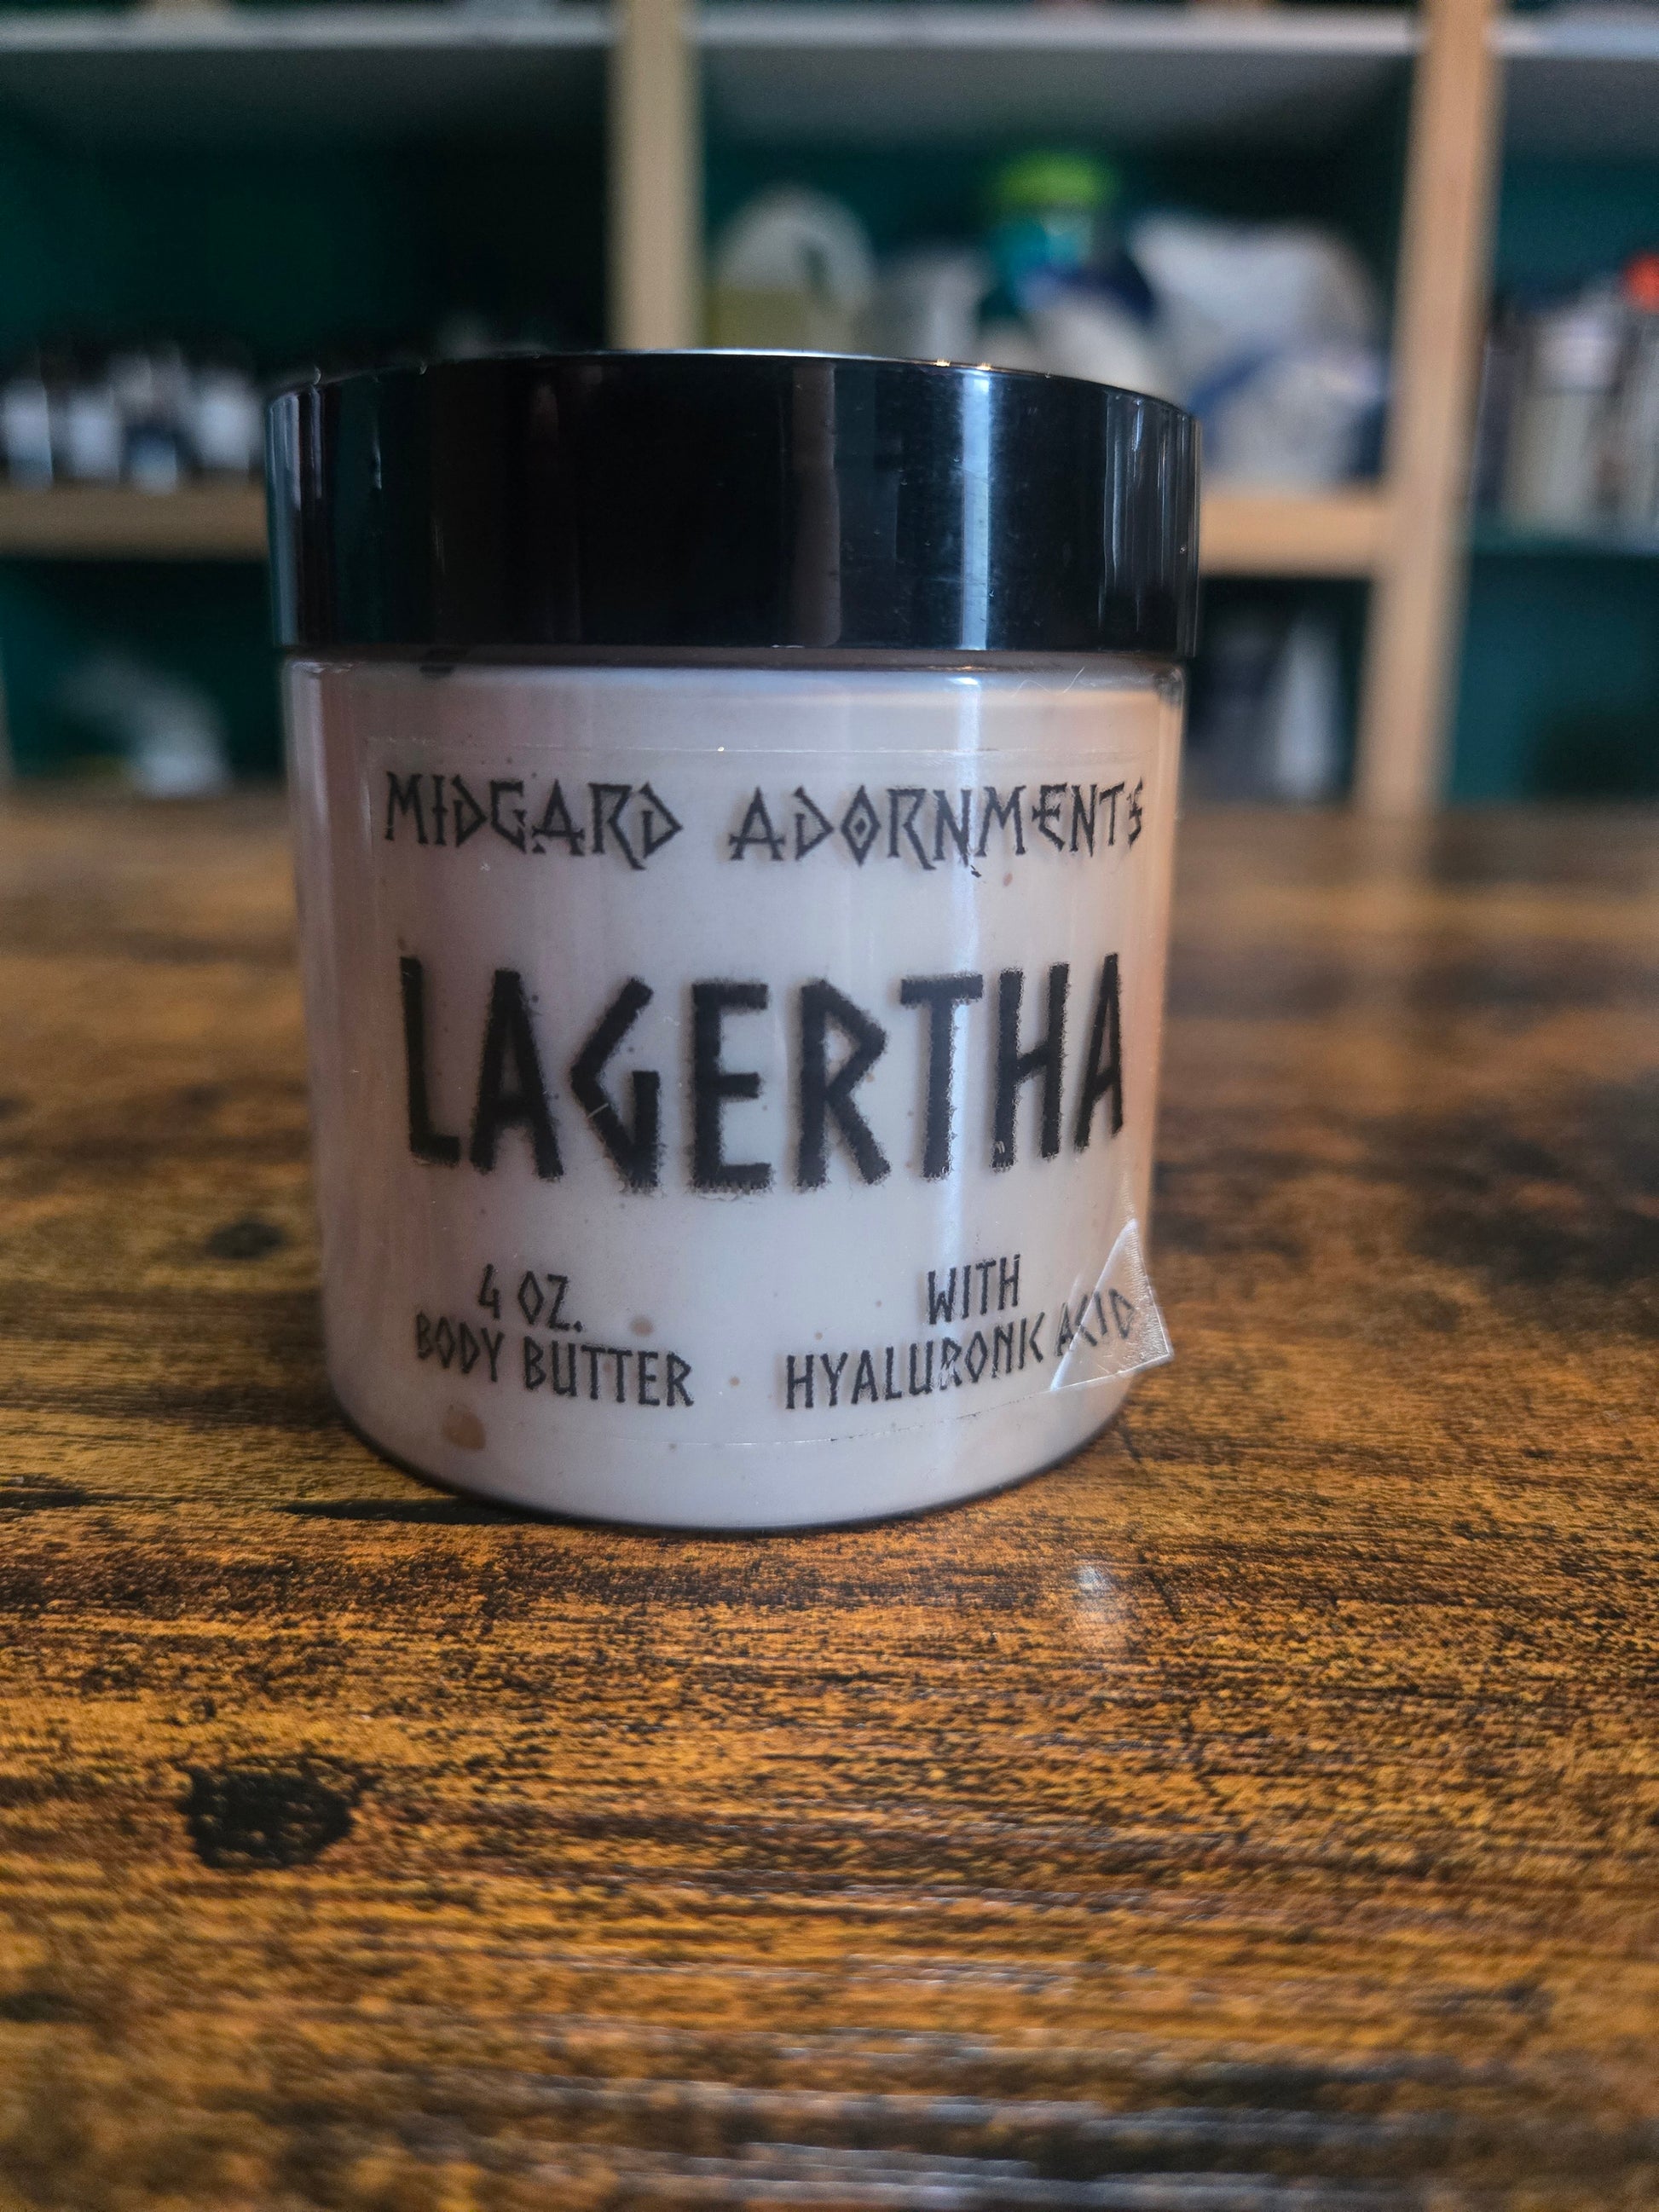 MIDGARD ADORNMENTS
LAGERTHA
4 OZ.
BODY BUTTER
WITH
HYALURONIC ACID